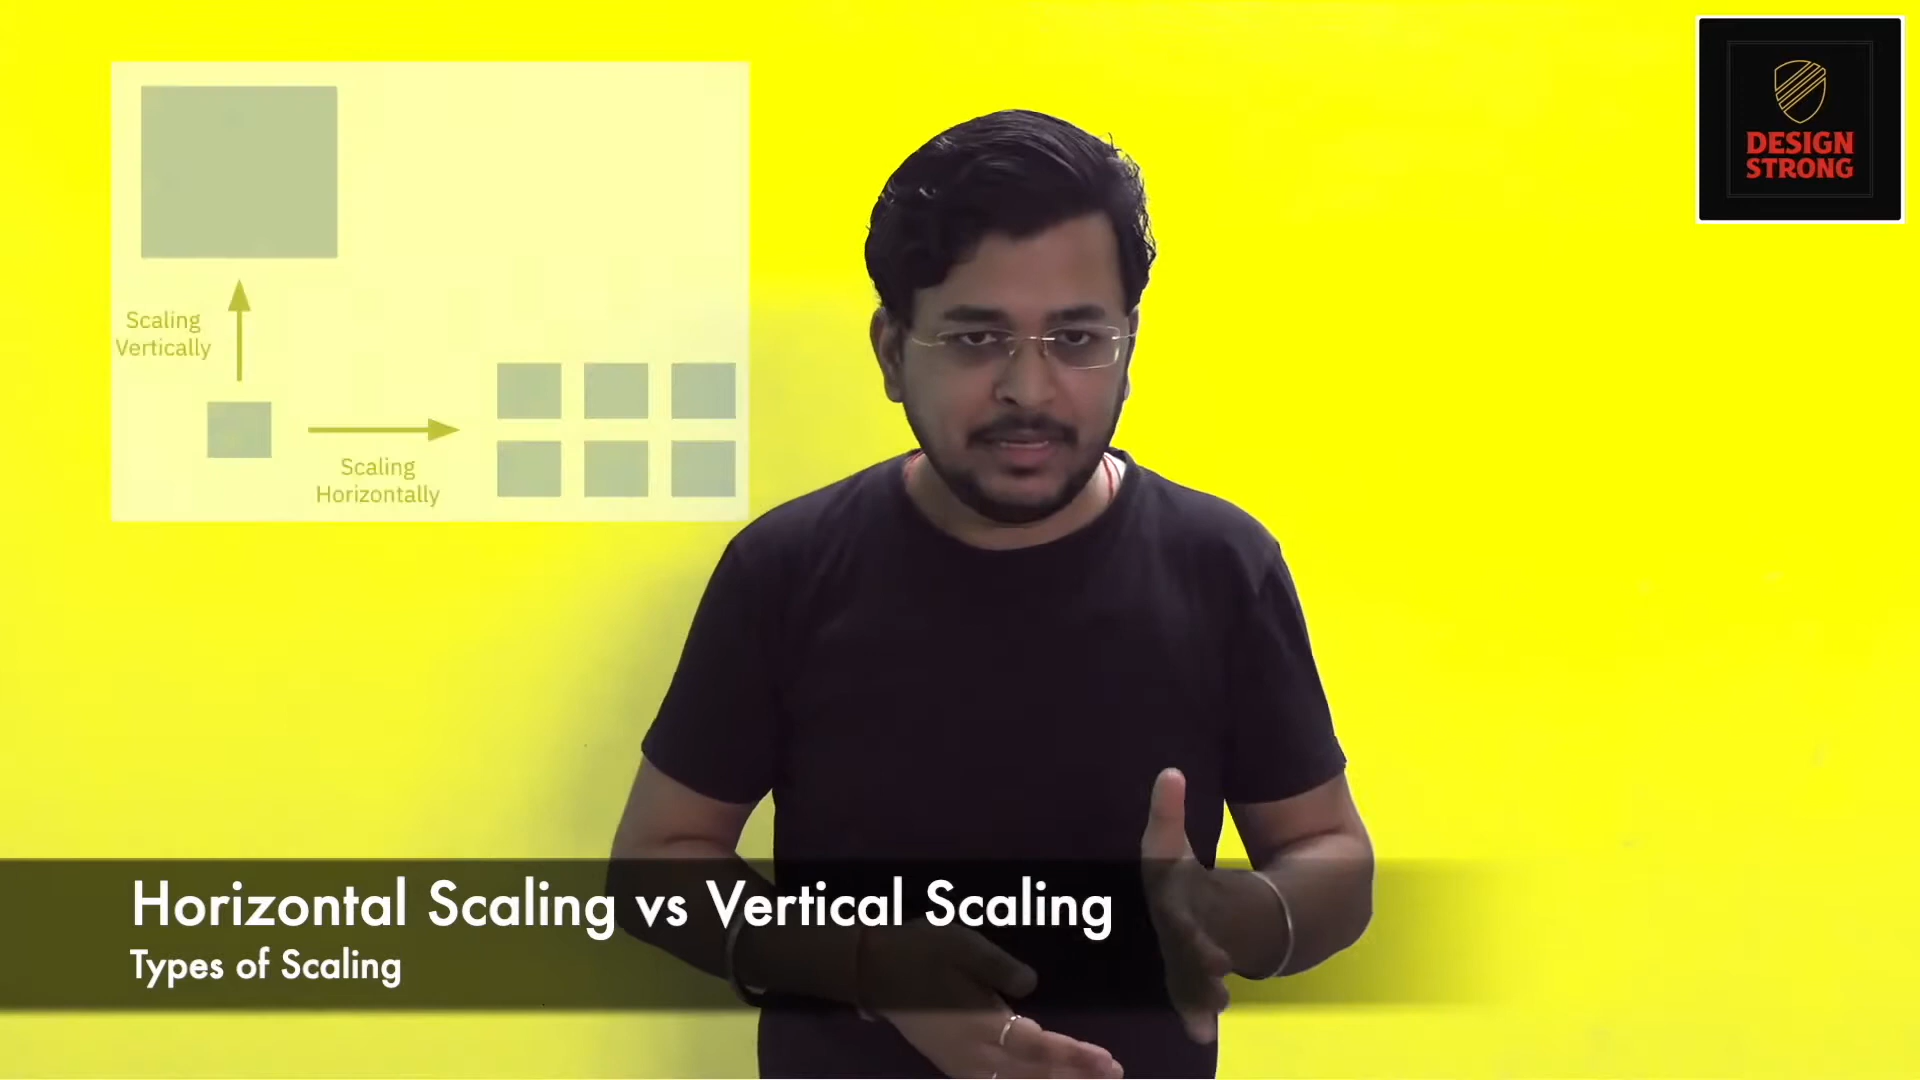 DESIGN
STRONG
Scaling
Vertically
Scaling
Horizontally
Horizontal Scaling vs Vertical Scaling
Types of Scaling